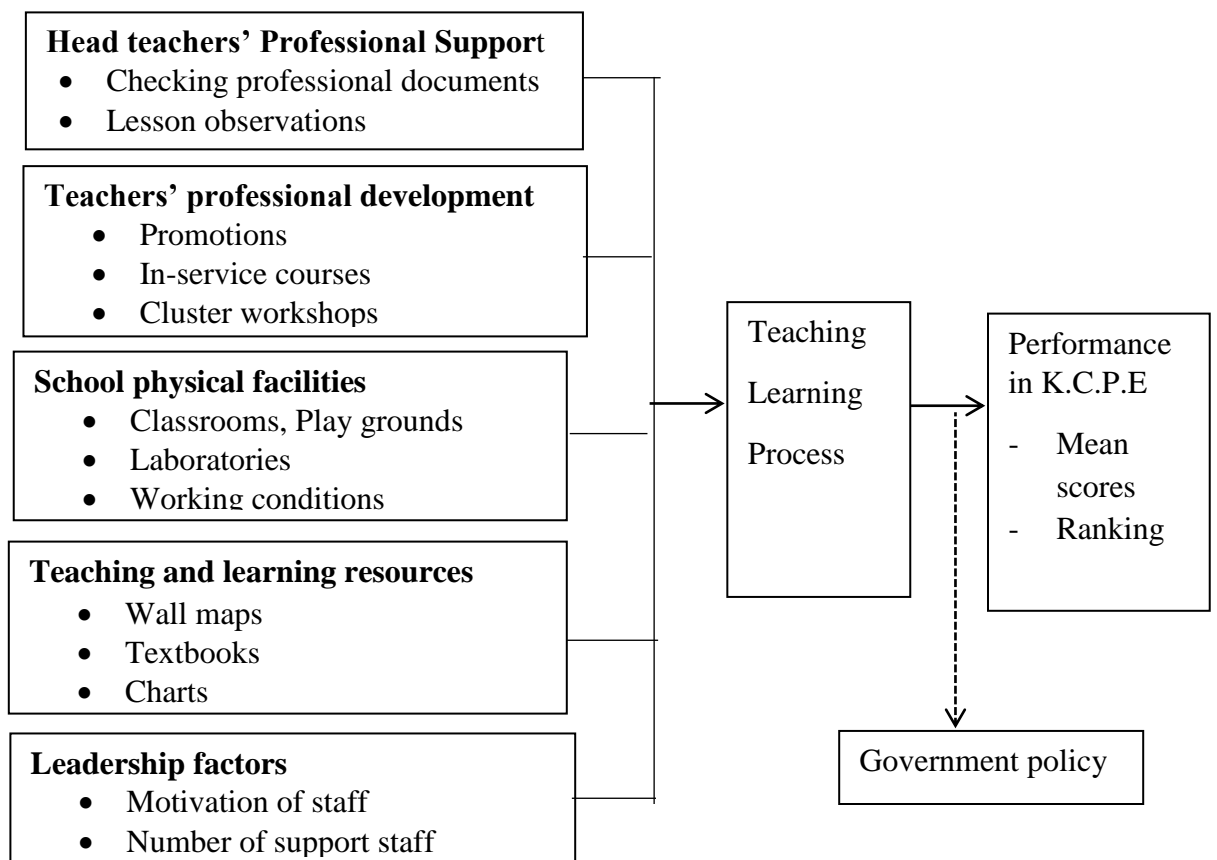 Head teachers’ Professional Support
• Checking professional documents
• Lesson observations
Teachers’ professional development
• Promotions
• In-service courses
• Cluster workshops
School physical facilities
• Classrooms, Play grounds
• Laboratories
• Working conditions
Teaching and learning resources
• Wall maps
• Textbooks
• Charts
Leadership factors
• Motivation of staff
• Number of support staff
Teaching
Learning
Process
Performance
in K.C.P.E
- Mean
scores
- Ranking
Government policy